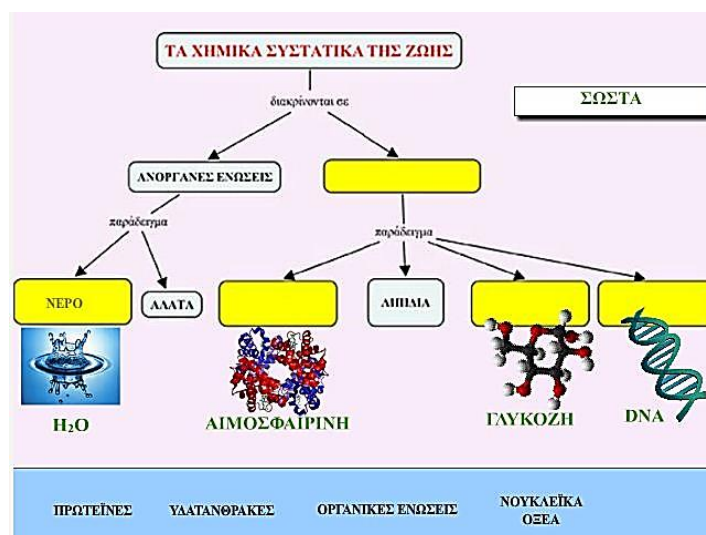 ΤΑ ΧΗΜΙΚΑ ΣΥΣΤΑΤΙΚΑ ΤΗΣ ΖΩΗΣ
διακρίνονται σε
ΣΩΣΤΑ
ΑΝΟΡΓΑΝΕΣ ΕΝΩΣΕΙΣ
παράδειγμα
παράδειγμα
ΝΕΡΟ
ΑΛΑΤΑ
ΛΙΠΙΔΙΑ
H₂O
ΑΙΜΟΣΦΑΙΡΙΝΗ
ΓΛΥΚΟΖΗ
DNA
ΠΡΩΤΕΪΝΕΣ
ΥΔΑΤΑΝΘΡΑΚΕΣ
ΟΡΓΑΝΙΚΕΣ ΕΝΩΣΕΙΣ
ΝΟΥΚΛΕΪΚΑ
ΟΞΕΑ